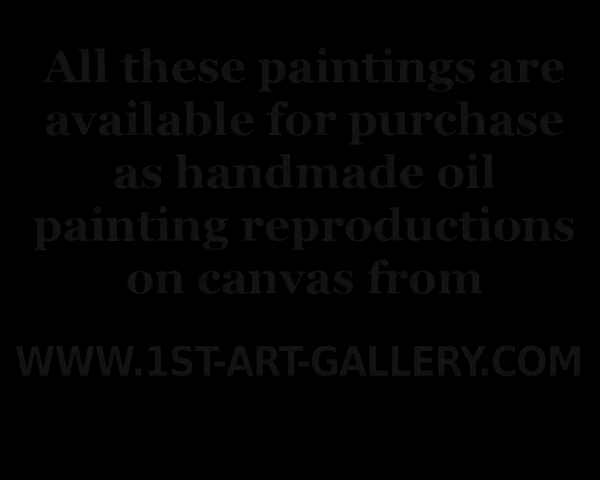 All these paintings are
available for purchase
as handmade oil
painting reproductions
on canvas from
WWW.1ST-ART-GALLERY.COM